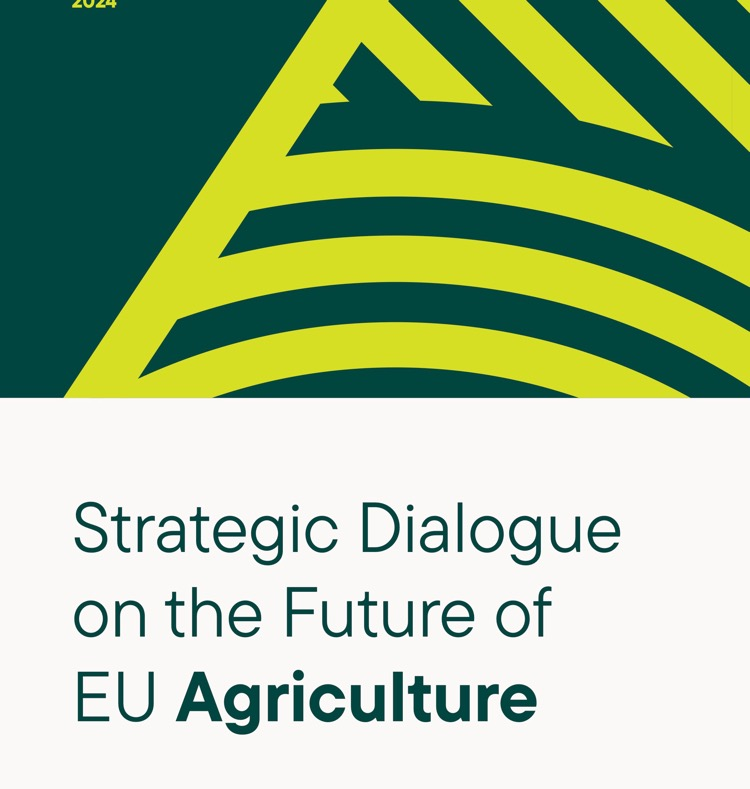 2024
Strategic Dialogue
on the Future of
EU Agriculture